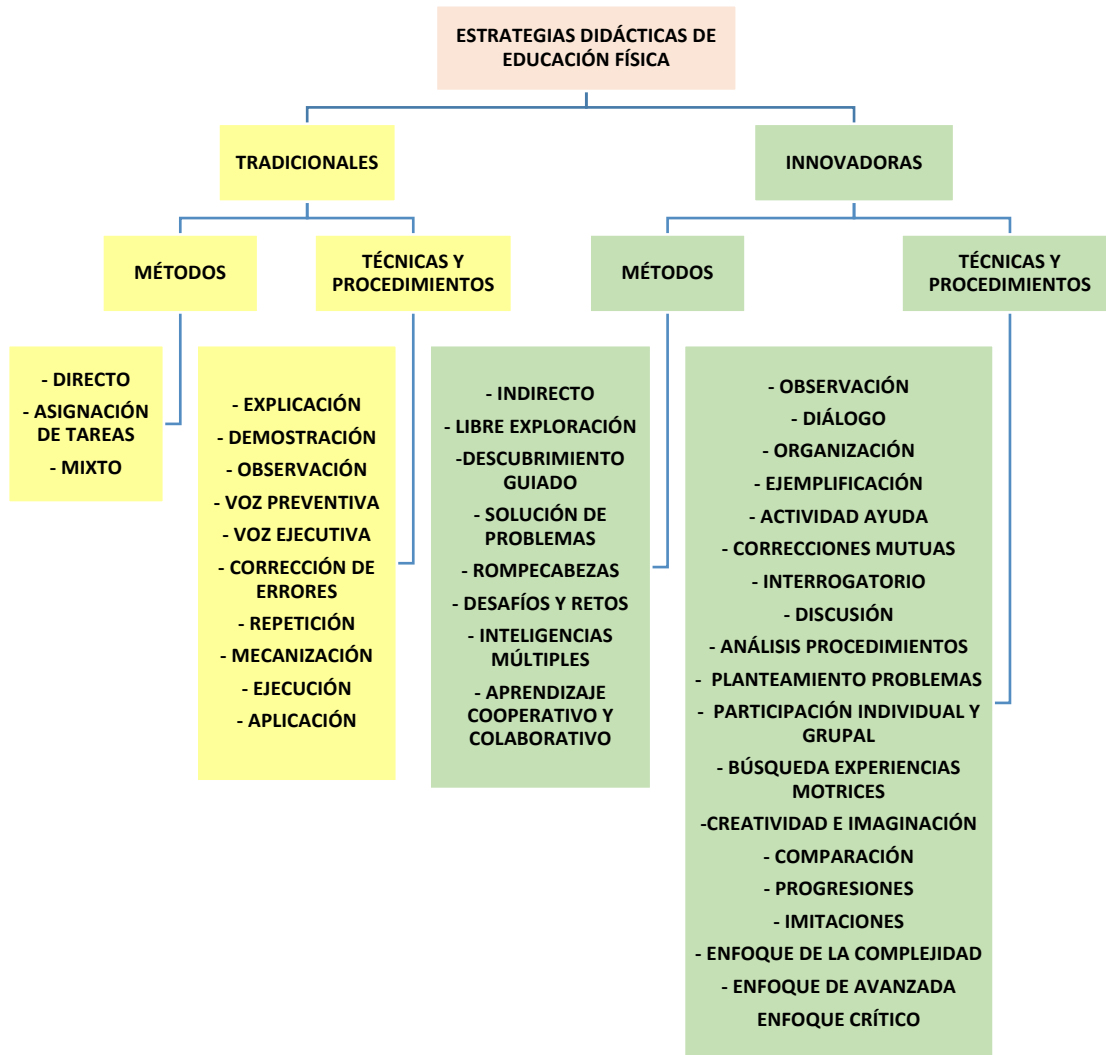 ESTRATEGIAS DIDÁCTICAS DE
EDUCACIÓN FÍSICA
TRADICIONALES
INNOVADORAS
MÉTODOS
TÉCNICAS Y
PROCEDIMIENTOS
MÉTODOS
TÉCNICAS Y
PROCEDIMIENTOS
- DIRECTO
- ASIGNACIÓN
DE TAREAS
- MIXTO
- EXPLICACIÓN
- DEMOSTRACIÓN
- OBSERVACIÓN
- VOZ PREVENTIVA
- VOZ EJECUTIVA
- CORRECCIÓN DE
ERRORES
- REPETICIÓN
- MECANIZACIÓN
- EJECUCIÓN
- APLICACIÓN
- INDIRECTO
- LIBRE EXPLORACIÓN
-DESCUBRIMIENTO
GUIADO
- SOLUCIÓN DE
PROBLEMAS
- ROMPECABEZAS
- DESAFÍOS Y RETOS
- INTELIGENCIAS
MÚLTIPLES
- APRENDIZAJE
COOPERATIVO Y
COLABORATIVO
- OBSERVACIÓN
- DIÁLOGO
- ORGANIZACIÓN
- EJEMPLIFICACIÓN
- ACTIVIDAD AYUDA
- CORRECCIONES MUTUAS
- INTERROGATORIO
- DISCUSIÓN
- ANÁLISIS PROCEDIMIENTOS
- PLANTEAMIENTO PROBLEMAS
- PARTICIPACIÓN INDIVIDUAL Y
GRUPAL
- BÚSQUEDA EXPERIENCIAS
MOTRICES
-CREATIVIDAD E IMAGINACIÓN
- COMPARACIÓN
- PROGRESIONES
- IMITACIONES
- ENFOQUE DE LA COMPLEJIDAD
- ENFOQUE DE AVANZADA
ENFOQUE CRÍTICO